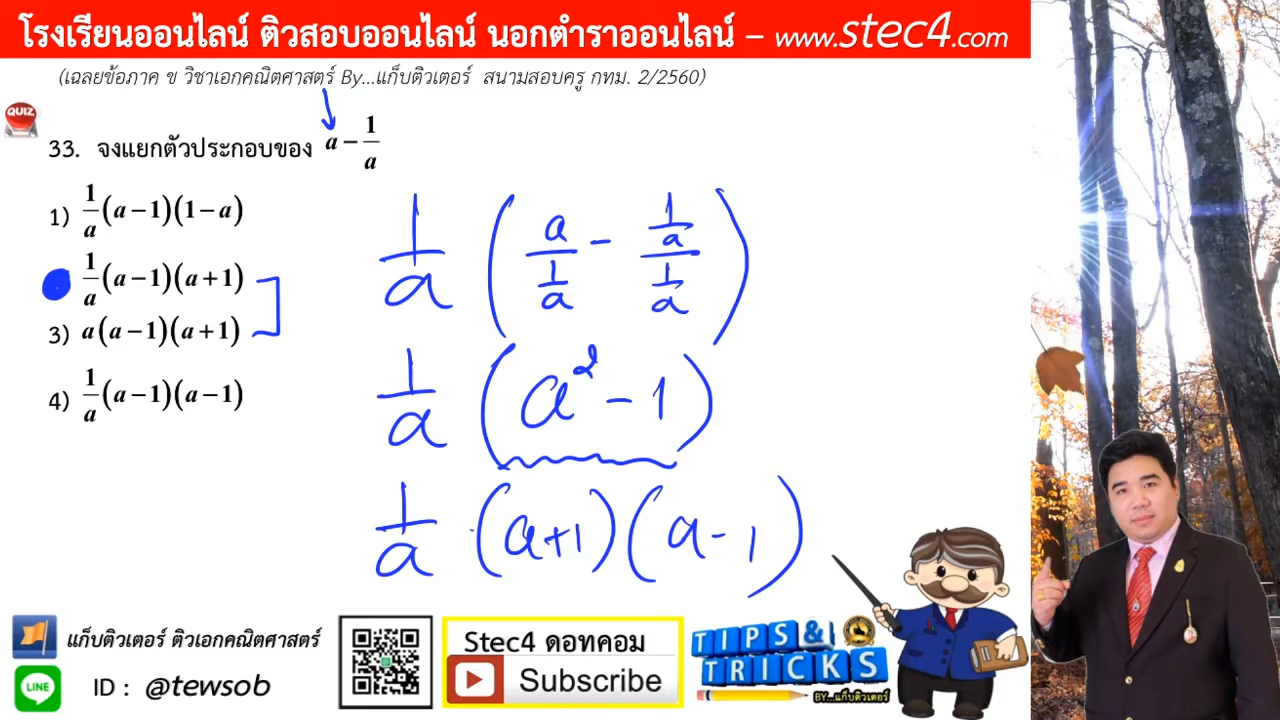 โรงเรียนออนไลน์ ติวสอบออนไลน์ นอกตำราออนไลน์ – www.stec4.com
(เฉลยข้อภาค ข วิชาเอกคณิตศาสตร์ By...แก็บติวเตอร์ สนามสอบครู กทม. 2/2560)
QUIZ
33. จงแยกตัวประกอบของ a − 1/a
1) 1/a (a − 1)(1 − a)
1/a (a − 1)(a + 1)
3) a(a − 1)(a + 1)
4) 1/a (a − 1)(a − 1)
1/a (a/(1/a) − (1/a)/(1/a))
1/a (a² − 1)
1/a · (a+1)(a−1)
แก็บติวเตอร์ ติวเอกคณิตศาสตร์
LINE
ID : @tewsob
Stec4 ดอทคอม
Subscribe
TIPS &
TRICKS
BY...แก็บติวเตอร์